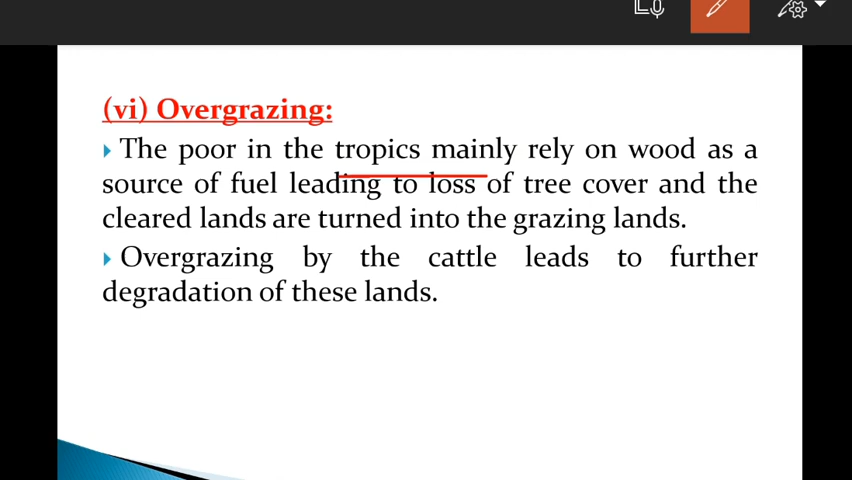 (vi) Overgrazing:
The poor in the tropics mainly rely on wood as a
source of fuel leading to loss of tree cover and the
cleared lands are turned into the grazing lands.
Overgrazing by the cattle leads to further
degradation of these lands.